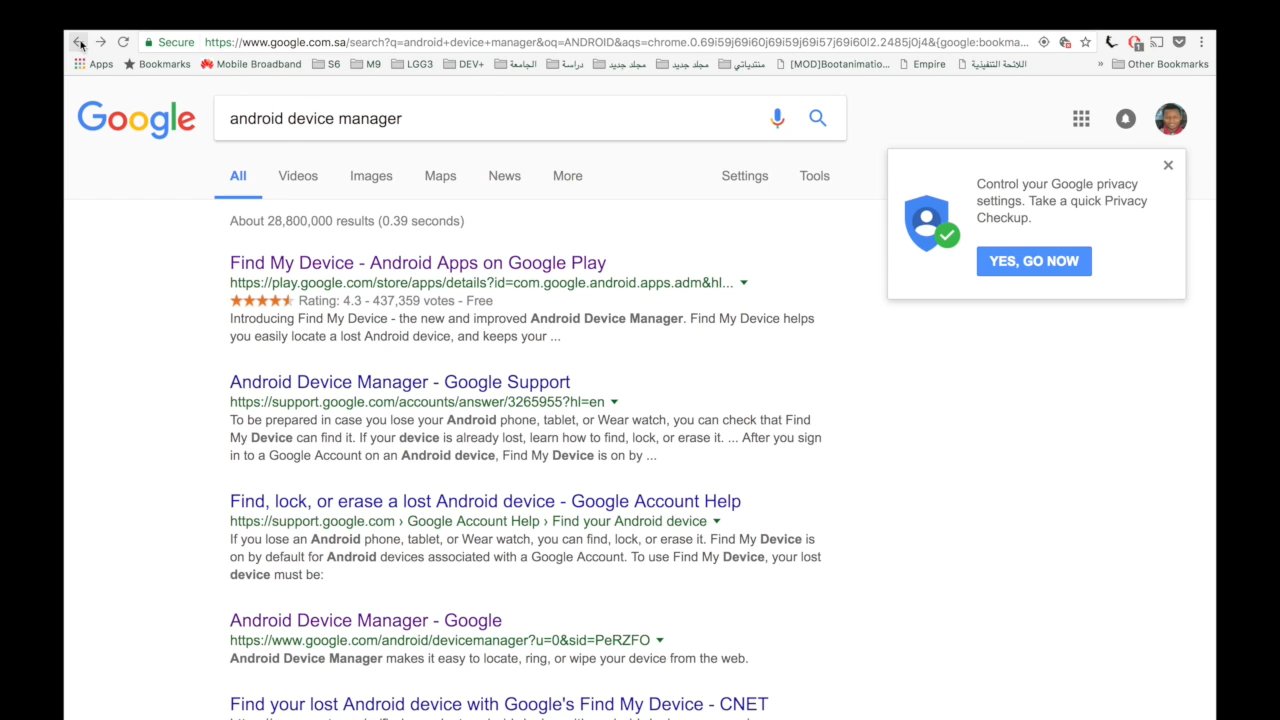 Secure https://www.google.com.sa/search?q=android+device+manager&oq=ANDROID&aqs=chrome.0.69i59j69i60j69i59j69i57j69i60l2.2485j0j4&{google:bookma...
Apps Bookmarks Mobile Broadband S6 M9 LGG3 DEV+ الجامعة دراسة مجلد جديد مجلد جديد منتدياتي [MOD]Bootanimatio... Empire اللائحة التنفيذية » Other Bookmarks
Google android device manager
All Videos Images Maps News More Settings Tools
Control your Google privacy
settings. Take a quick Privacy
Checkup.
YES, GO NOW
About 28,800,000 results (0.39 seconds)
Find My Device - Android Apps on Google Play
https://play.google.com/store/apps/details?id=com.google.android.apps.adm&hl...
Rating: 4.3 - 437,359 votes - Free
Introducing Find My Device - the new and improved Android Device Manager. Find My Device helps
you easily locate a lost Android device, and keeps your ...
Android Device Manager - Google Support
https://support.google.com/accounts/answer/3265955?hl=en
To be prepared in case you lose your Android phone, tablet, or Wear watch, you can check that Find
My Device can find it. If your device is already lost, learn how to find, lock, or erase it. ... After you sign
in to a Google Account on an Android device, Find My Device is on by ...
Find, lock, or erase a lost Android device - Google Account Help
https://support.google.com › Google Account Help › Find your Android device
If you lose an Android phone, tablet, or Wear watch, you can find, lock, or erase it. Find My Device is
on by default for Android devices associated with a Google Account. To use Find My Device, your lost
device must be:
Android Device Manager - Google
https://www.google.com/android/devicemanager?u=0&sid=PeRZFO
Android Device Manager makes it easy to locate, ring, or wipe your device from the web.
Find your lost Android device with Google's Find My Device - CNET